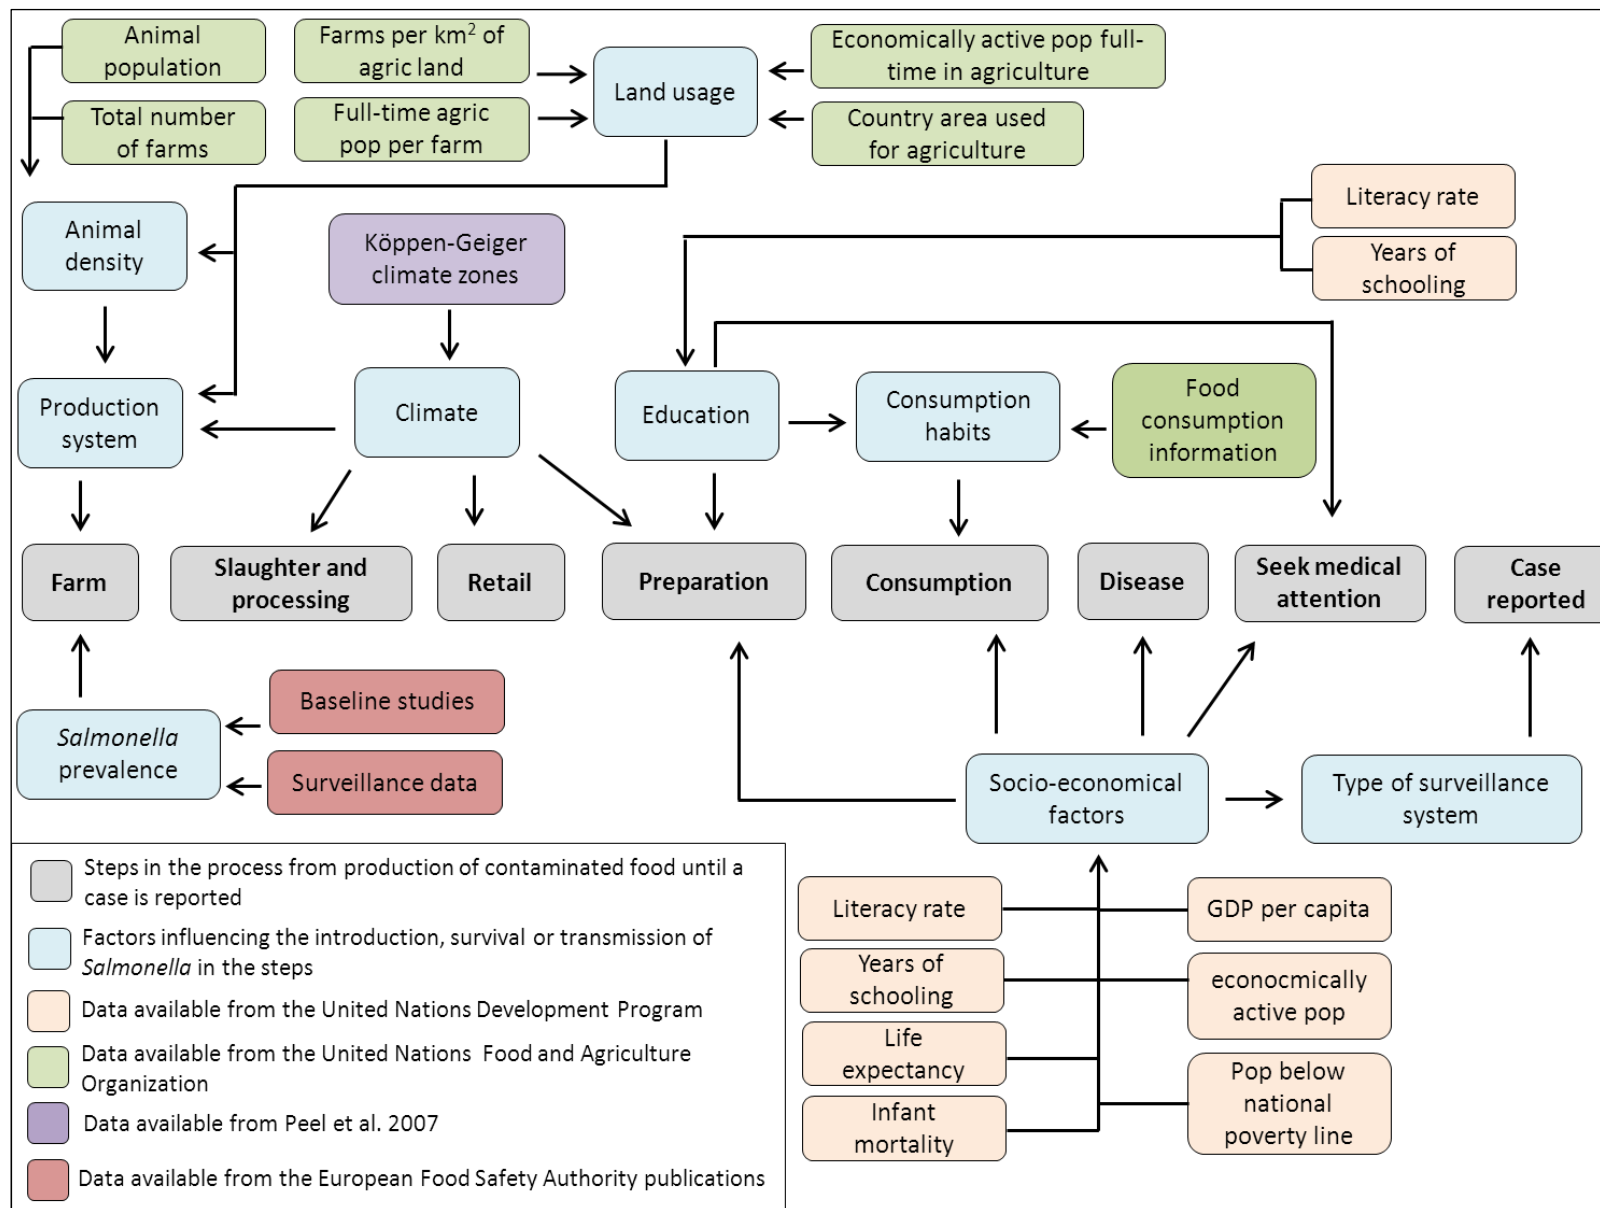 Animal
population
Farms per km² of
agric land
Land usage
Economically active pop full-
time in agriculture
Total number
of farms
Full-time agric
pop per farm
Country area used
for agriculture
Literacy rate
Years of
schooling
Animal
density
Köppen-Geiger
climate zones
Production
system
Climate
Education
Consumption
habits
Food
consumption
information
Farm
Slaughter and
processing
Retail
Preparation
Consumption
Disease
Seek medical
attention
Case
reported
Salmonella
prevalence
Baseline studies
Surveillance data
Socio-economical
factors
Type of surveillance
system
Literacy rate
Years of
schooling
Life
expectancy
Infant
mortality
GDP per capita
econocmically
active pop
Pop below
national
poverty line
Steps in the process from production of contaminated food until a
case is reported
Factors influencing the introduction, survival or transmission of
Salmonella in the steps
Data available from the United Nations Development Program
Data available from the United Nations Food and Agriculture
Organization
Data available from Peel et al. 2007
Data available from the European Food Safety Authority publications